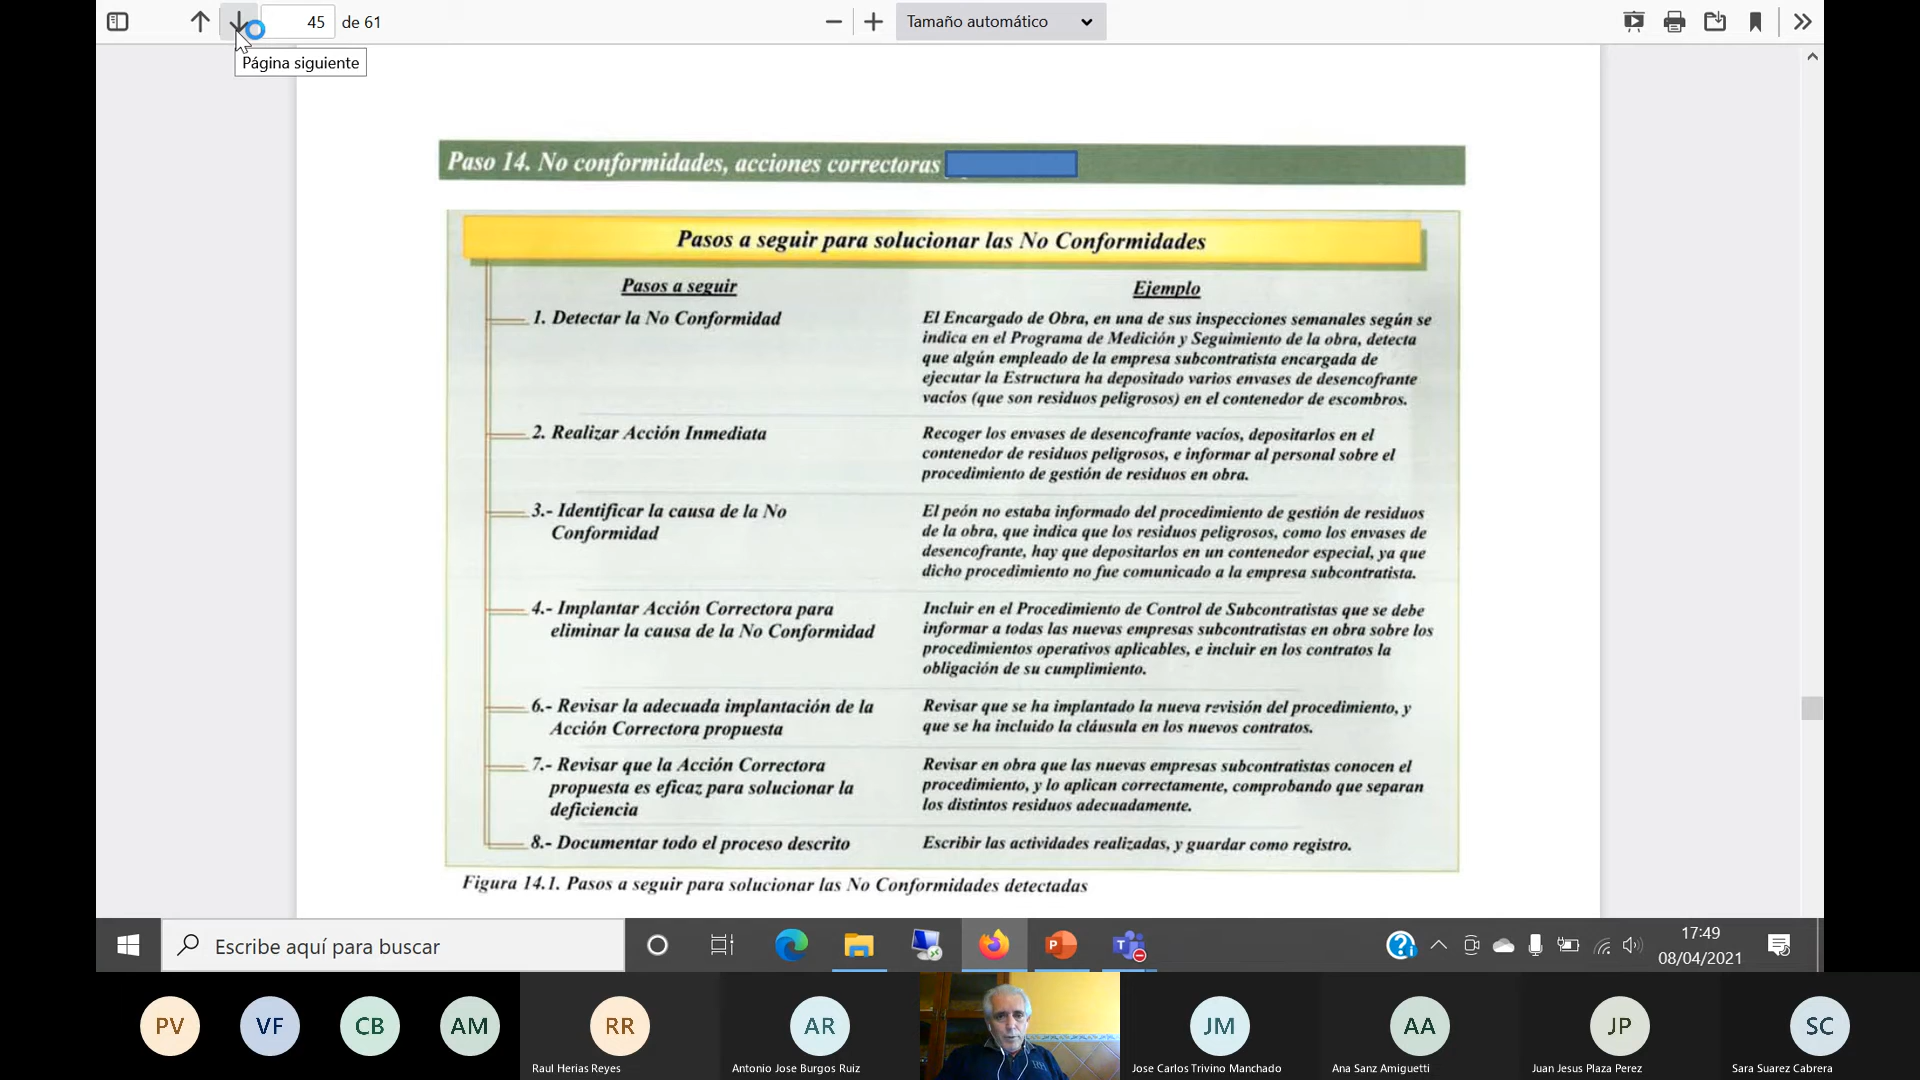 45 de 61
Tamaño automático
Página siguiente
Paso 14. No conformidades, acciones correctoras
Pasos a seguir para solucionar las No Conformidades
Pasos a seguir
Ejemplo
1. Detectar la No Conformidad
El Encargado de Obra, en una de sus inspecciones semanales según se
indica en el Programa de Medición y Seguimiento de la obra, detecta
que algún empleado de la empresa subcontratista encargada de
ejecutar la Estructura ha depositado varios envases de desencofrante
vacíos (que son residuos peligrosos) en el contenedor de escombros.
2. Realizar Acción Inmediata
Recoger los envases de desencofrante vacíos, depositarlos en el
contenedor de residuos peligrosos, e informar al personal sobre el
procedimiento de gestión de residuos en obra.
3.- Identificar la causa de la No
Conformidad
El peón no estaba informado del procedimiento de gestión de residuos
de la obra, que indica que los residuos peligrosos, como los envases de
desencofrante, hay que depositarlos en un contenedor especial, ya que
dicho procedimiento no fue comunicado a la empresa subcontratista.
4.- Implantar Acción Correctora para
eliminar la causa de la No Conformidad
Incluir en el Procedimiento de Control de Subcontratistas que se debe
informar a todas las nuevas empresas subcontratistas en obra sobre los
procedimientos operativos aplicables, e incluir en los contratos la
obligación de su cumplimiento.
6.- Revisar la adecuada implantación de la
Acción Correctora propuesta
Revisar que se ha implantado la nueva revisión del procedimiento, y
que se ha incluido la cláusula en los nuevos contratos.
7.- Revisar que la Acción Correctora
propuesta es eficaz para solucionar la
deficiencia
Revisar en obra que las nuevas empresas subcontratistas conocen el
procedimiento, y lo aplican correctamente, comprobando que separan
los distintos residuos adecuadamente.
8.- Documentar todo el proceso descrito
Escribir las actividades realizadas, y guardar como registro.
Figura 14.1. Pasos a seguir para solucionar las No Conformidades detectadas
Escribe aquí para buscar
17:49
08/04/2021
PV
VF
CB
AM
RR
AR
JM
AA
JP
SC
Raul Herias Reyes
Antonio Jose Burgos Ruiz
Jose Carlos Trivino Manchado
Ana Sanz Amiguetti
Juan Jesus Plaza Perez
Sara Suarez Cabrera